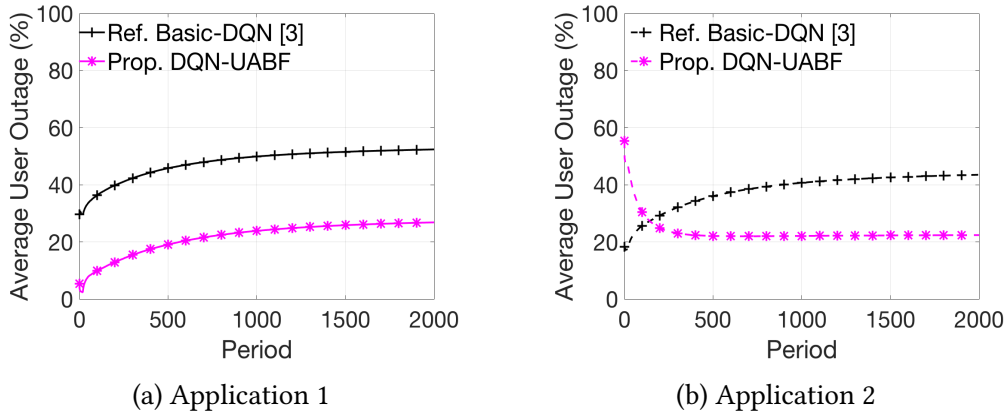 Average User Outage (%)
100
80
60
40
20
0
Ref. Basic-DQN [3]
Prop. DQN-UABF
0 500 1000 1500 2000
Period
(a) Application 1
Average User Outage (%)
100
80
60
40
20
0
Ref. Basic-DQN [3]
Prop. DQN-UABF
0 500 1000 1500 2000
Period
(b) Application 2